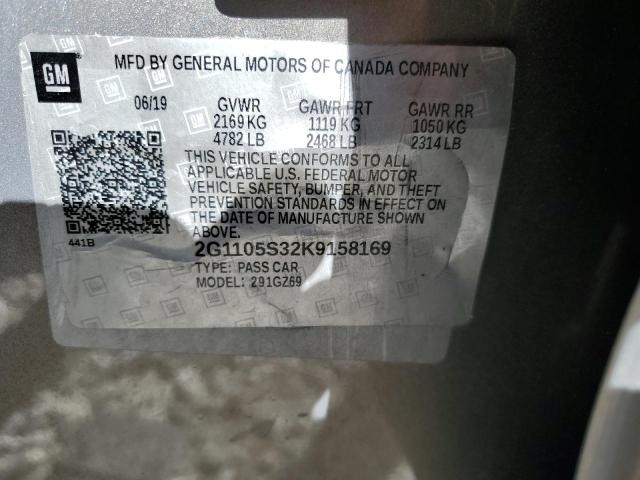 GM
MFD BY GENERAL MOTORS OF CANADA COMPANY
06/19 GVWR GAWR FRT GAWR RR
2169 KG 1119 KG 1050 KG
4782 LB 2468 LB 2314 LB
THIS VEHICLE CONFORMS TO ALL
APPLICABLE U.S. FEDERAL MOTOR
VEHICLE SAFETY, BUMPER, AND THEFT
PREVENTION STANDARDS IN EFFECT ON
THE DATE OF MANUFACTURE SHOWN
ABOVE.
441B
2G1105S32K9158169
TYPE: PASS CAR
MODEL: Z91GZ69